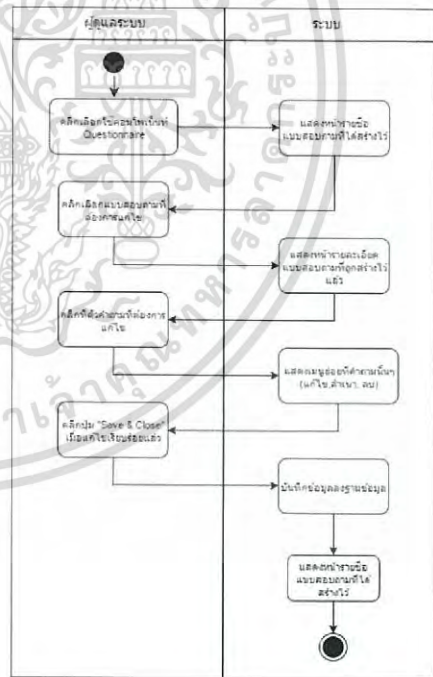 ผู้ดูแลระบบ
ระบบ
คลิกเลือกไปคอมโพเน้นท์
Questionnaire
แสดงหน้ารายชื่อ
แบบสอบถามที่ได้สร้างไว้
คลิกเลือกแบบสอบถามที่
ต้องการแก้ไข
แสดงหน้ารายละเอียด
แบบสอบถามที่ถูกสร้างไว้
แล้ว
คลิกที่ตัวคำถามที่ต้องการ
แก้ไข
แสดงเมนูย่อยที่คำถามนั้นๆ
(แก้ไข,สำเนา, ลบ)
คลิกปุ่ม "Save & Close"
เมื่อแก้ไขเรียบร้อยแล้ว
บันทึกข้อมูลลงฐานข้อมูล
แสดงหน้ารายชื่อ
แบบสอบถามที่ได้
สร้างไว้